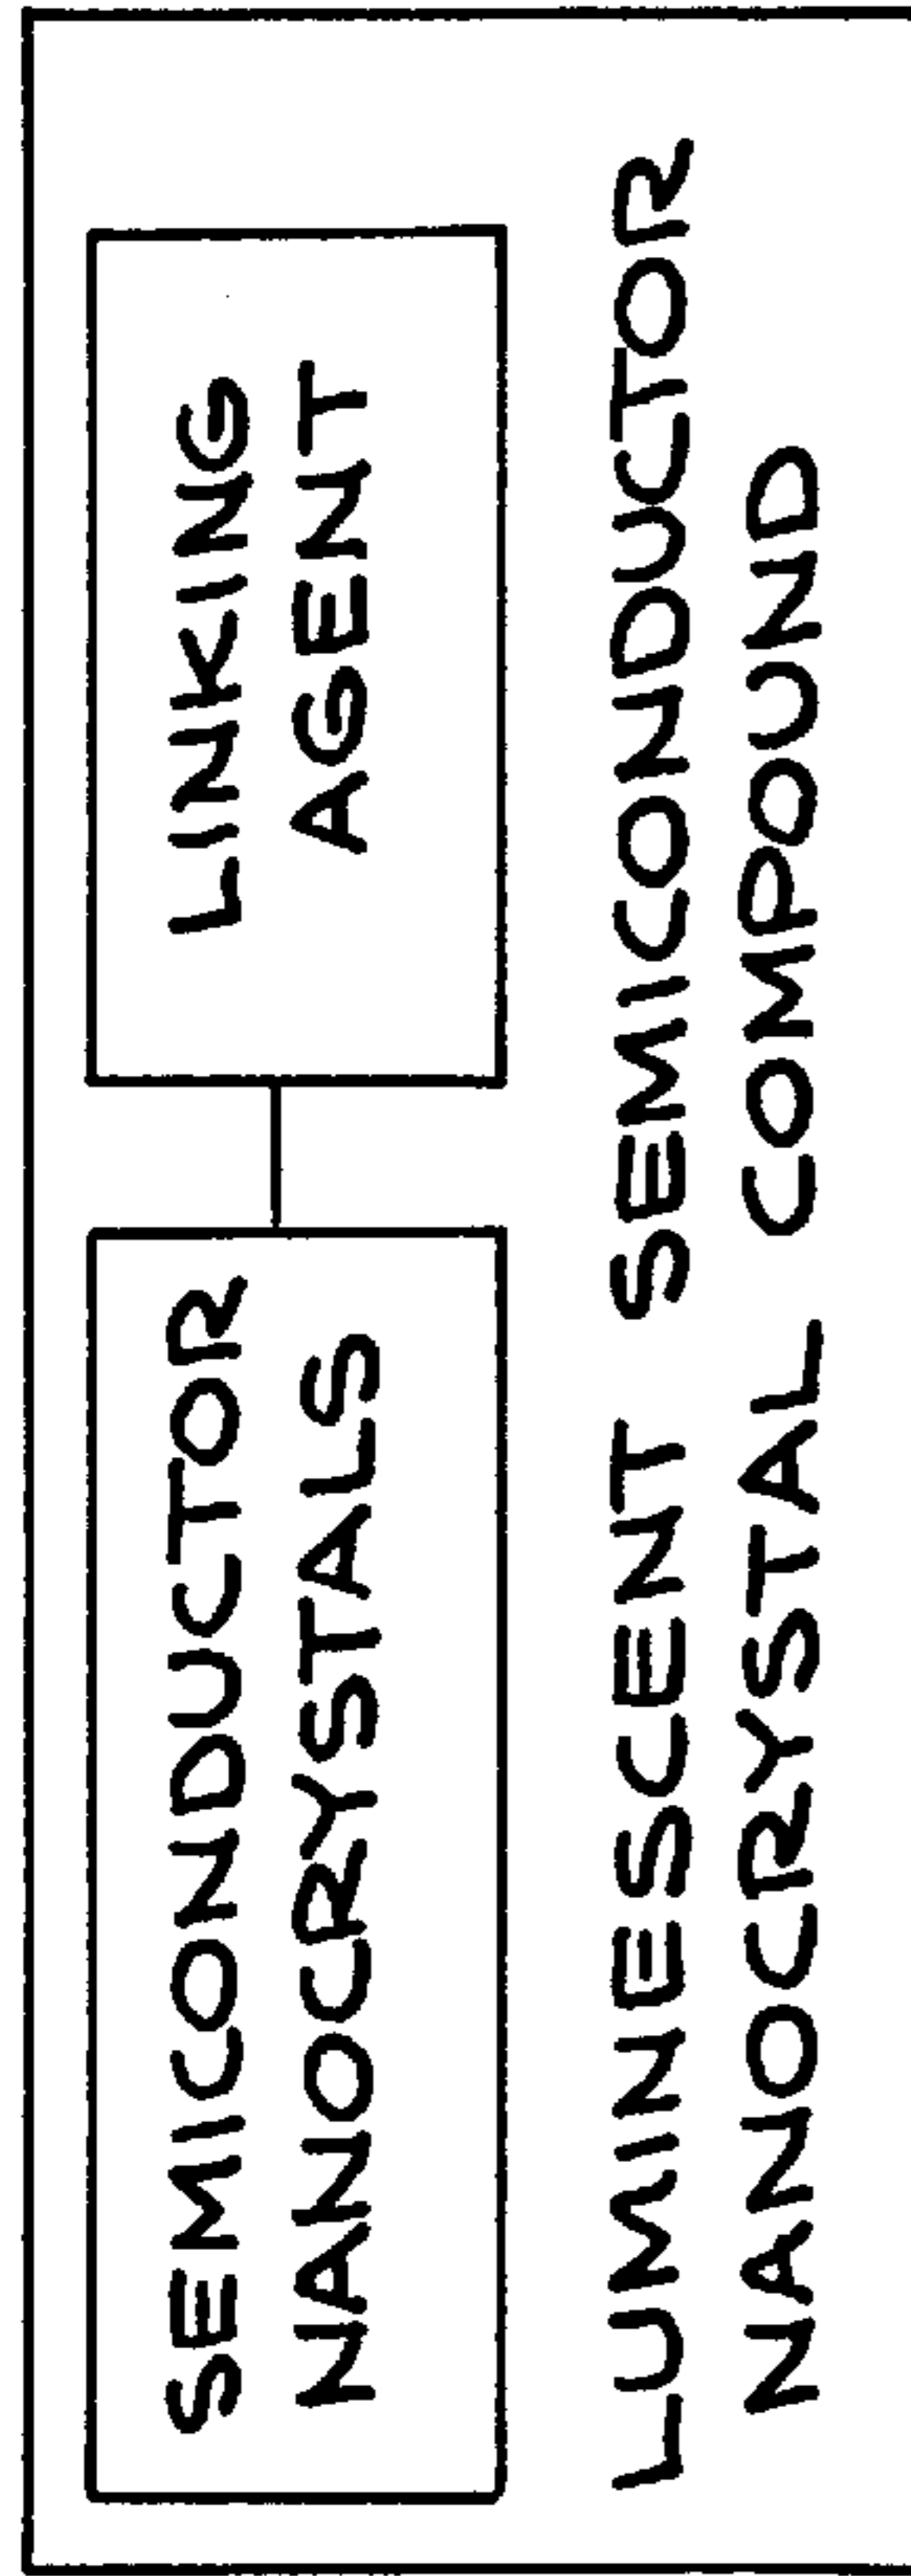 SEMICONDUCTOR
NANOCRYSTALS
LINKING
AGENT
LUMINESCENT SEMICONDUCTOR
NANOCRYSTAL COMPOUND